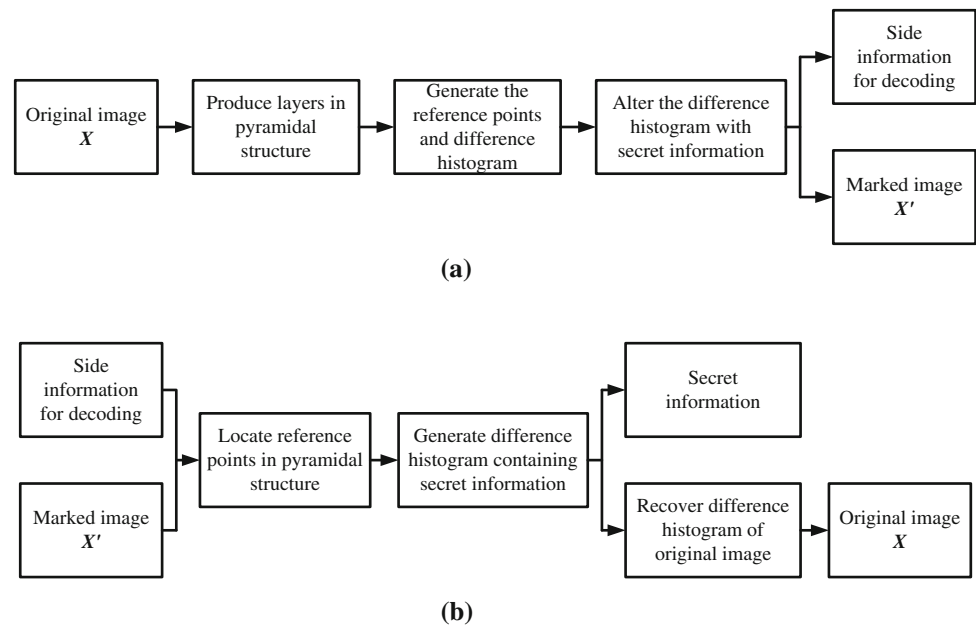 Original image
X
Produce layers in
pyramidal
structure
Generate the
reference points
and difference
histogram
Alter the difference
histogram with
secret information
Side
information
for decoding
Marked image
X'
(a)
Side
information
for decoding
Marked image
X'
Locate reference
points in pyramidal
structure
Generate difference
histogram containing
secret information
Secret
information
Recover difference
histogram of
original image
Original image
X
(b)